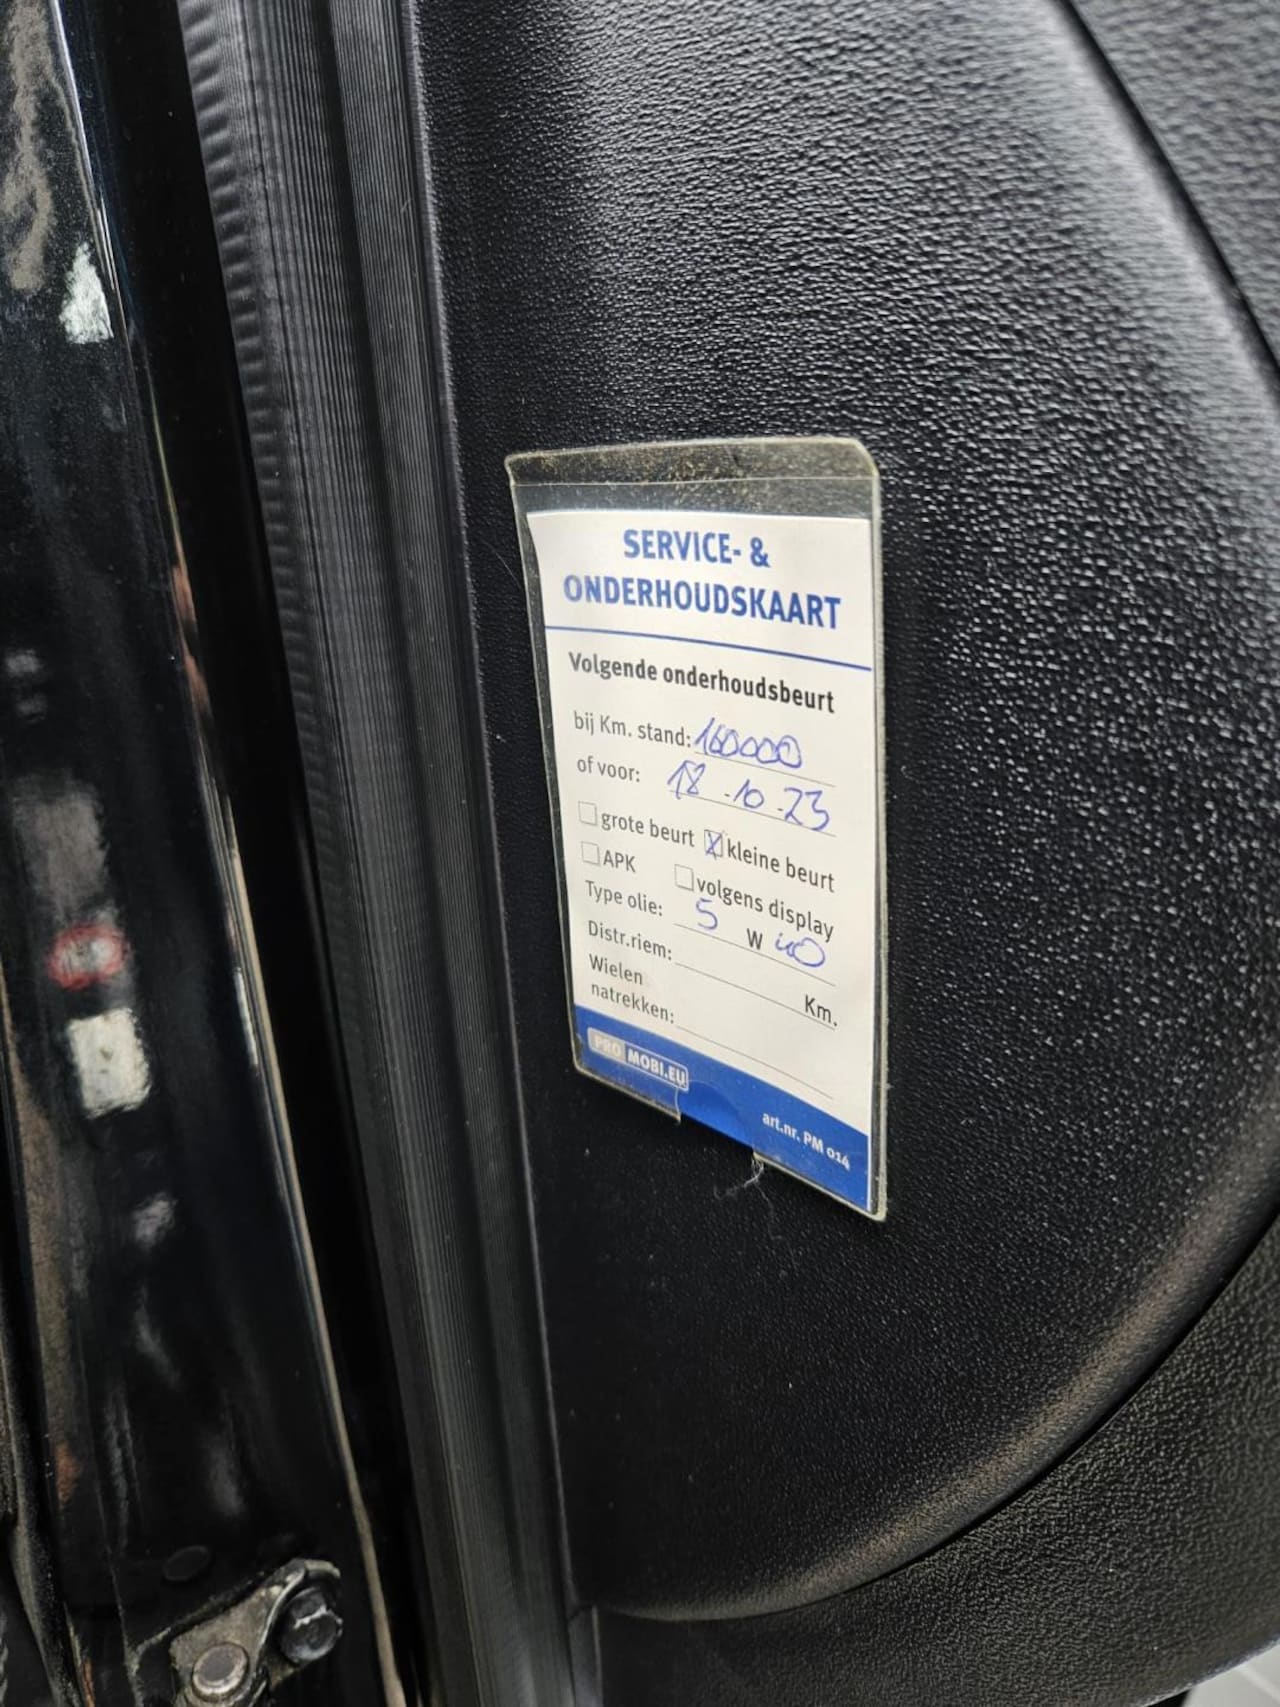 SERVICE- &
ONDERHOUDSKAART
Volgende onderhoudsbeurt
bij Km. stand: 160000
of voor: 18-10-23
grote beurt kleine beurt
APK volgens display
Type olie: 5 W 40
Distr.riem: Km.
Wielen
natrekken:
PRO MOBI.EU
art.nr. PM 014